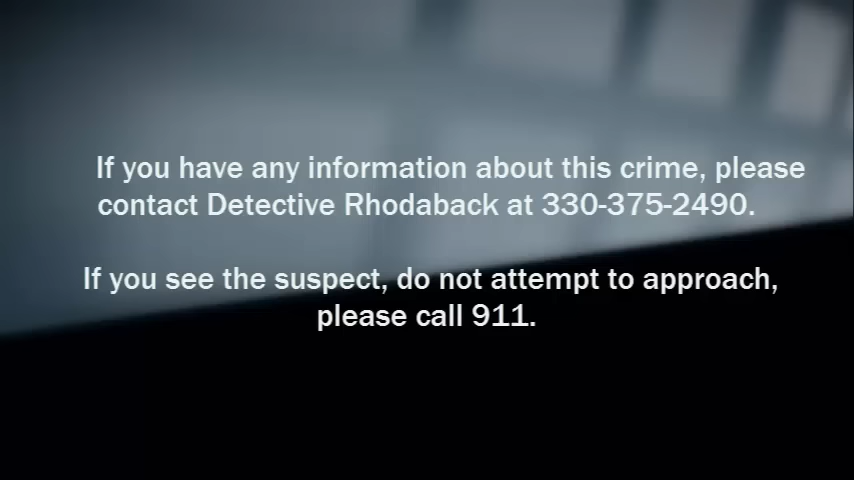 If you have any information about this crime, please
contact Detective Rhodaback at 330-375-2490.
If you see the suspect, do not attempt to approach,
please call 911.